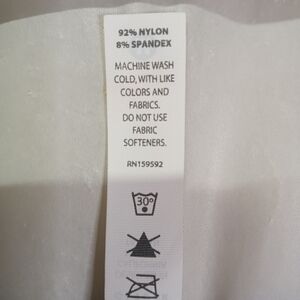 92% NYLON
8% SPANDEX
MACHINE WASH
COLD, WITH LIKE
COLORS AND
FABRICS.
DO NOT USE
FABRIC
SOFTENERS.
RN159592
30°